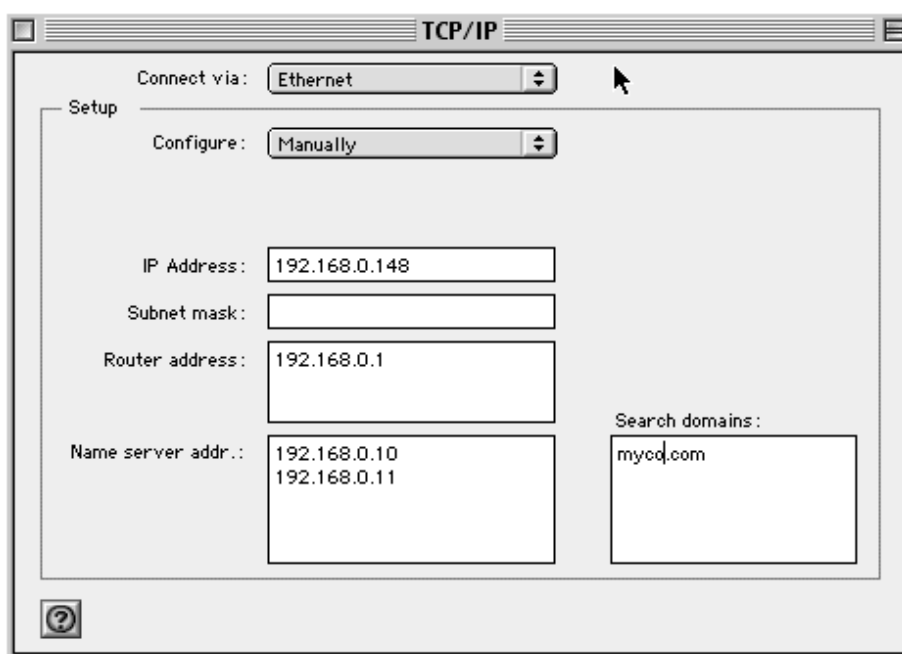 TCP/IP
Connect via: Ethernet
Setup
Configure: Manually
IP Address: 192.168.0.148
Subnet mask:
Router address: 192.168.0.1
Search domains:
Name server addr.: 192.168.0.10
192.168.0.11
myco.com